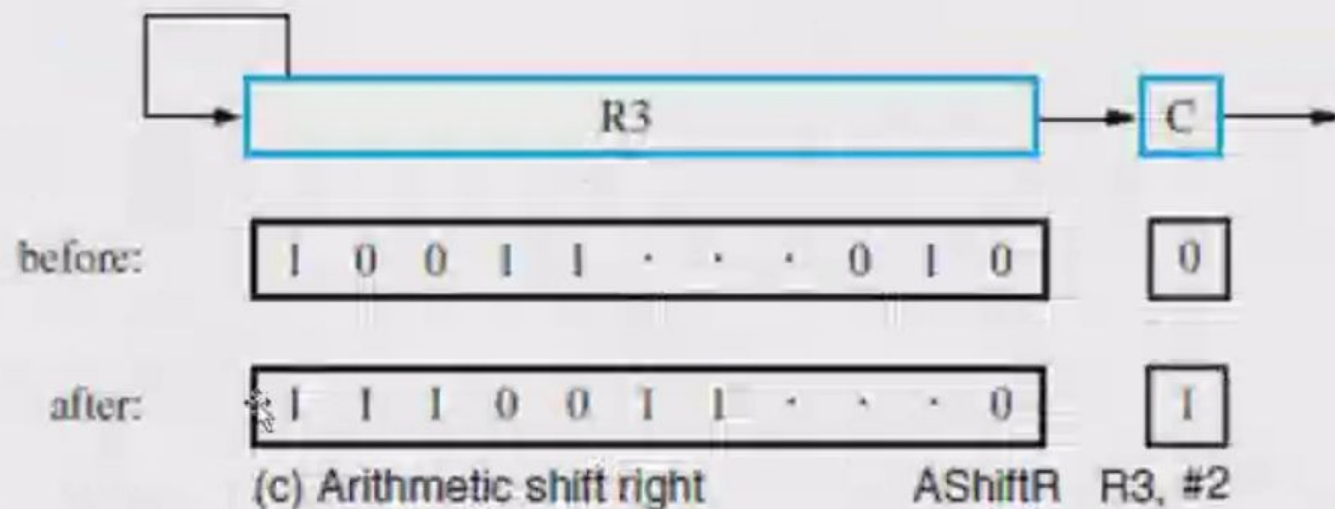 R3 C
before: 1 0 0 1 1 · · · 0 1 0 0
after: 1 1 1 0 0 1 1 · · · 0 1
(c) Arithmetic shift right AShiftR R3, #2